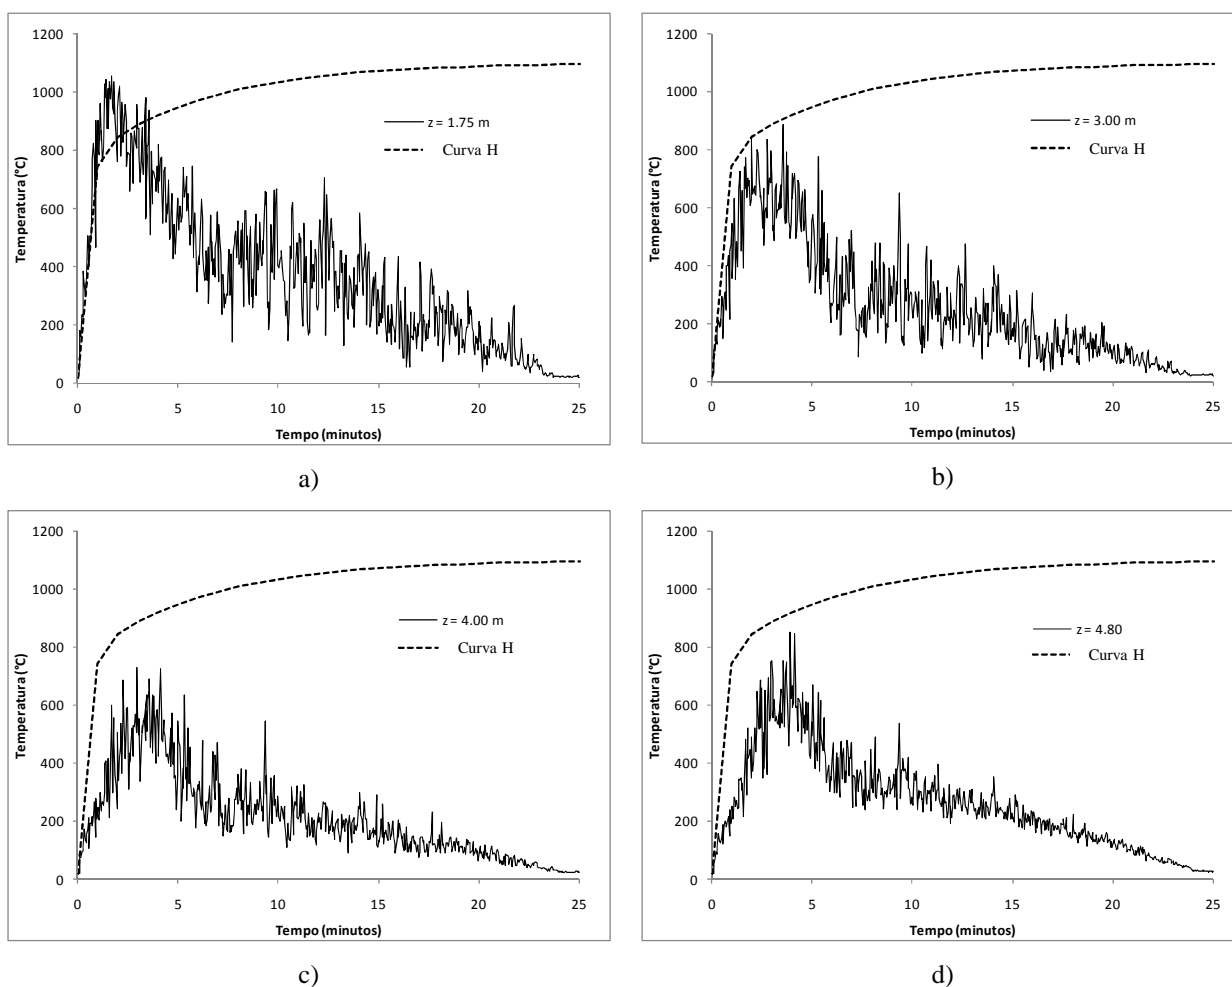 1200
1000
800
600
400
200
0
Temperatura (°C)
z = 1.75 m
Curva H
0 5 10 15 20 25
Tempo (minutos)
a)
1200
1000
800
600
400
200
0
Temperatura (°C)
z = 3.00 m
Curva H
0 5 10 15 20 25
Tempo (minutos)
b)
1200
1000
800
600
400
200
0
Temperatura (°C)
z = 4.00 m
Curva H
0 5 10 15 20 25
Tempo (minutos)
c)
1200
1000
800
600
400
200
0
Temperatura (°C)
z = 4.80
Curva H
0 5 10 15 20 25
Tempo (minutos)
d)